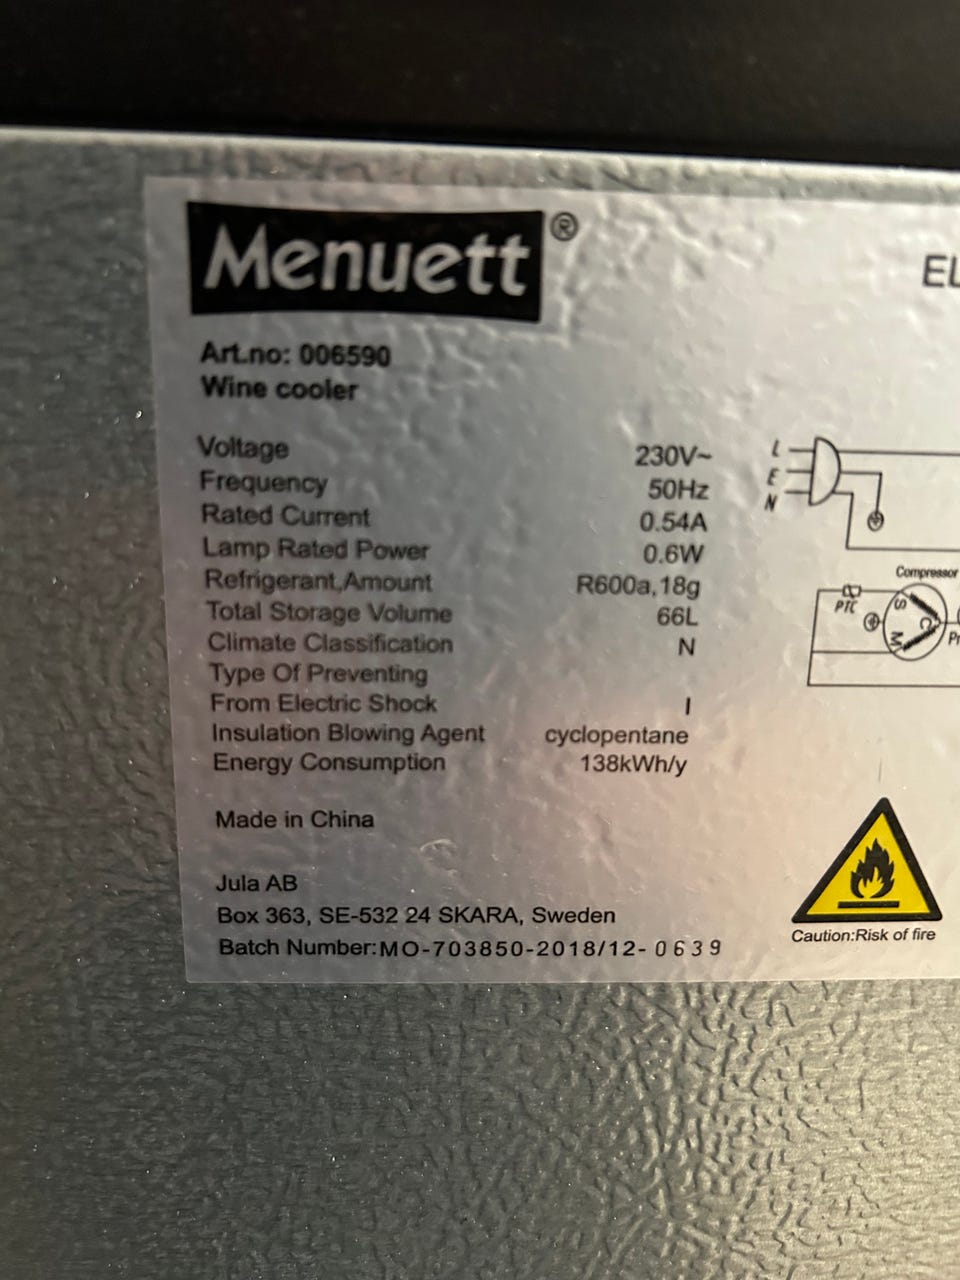 Menuett®
EL
Art.no: 006590
Wine cooler
Voltage 230V~
Frequency 50Hz
Rated Current 0.54A
Lamp Rated Power 0.6W
Refrigerant,Amount R600a,18g
Total Storage Volume 66L
Climate Classification N
Type Of Preventing
From Electric Shock I
Insulation Blowing Agent cyclopentane
Energy Consumption 138kWh/y
L
E
N
Compressor
PTC
S
C
M
Pr
Made in China
Jula AB
Box 363, SE-532 24 SKARA, Sweden
Batch Number:MO-703850-2018/12-0639
Caution:Risk of fire